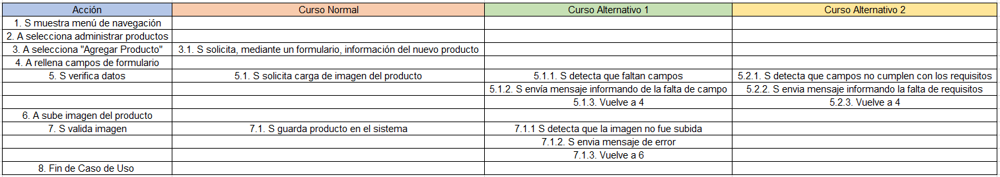 Acción Curso Normal Curso Alternativo 1 Curso Alternativo 2
1. S muestra menú de navegación
2. A selecciona administrar productos
3. A selecciona "Agregar Producto" 3.1. S solicita, mediante un formulario, información del nuevo producto
4. A rellena campos de formulario
5. S verifica datos 5.1. S solicita carga de imagen del producto 5.1.1. S detecta que faltan campos 5.2.1. S detecta que campos no cumplen con los requisitos
5.1.2. S envía mensaje informando de la falta de campo 5.2.2. S envia mensaje informando la falta de requisitos
5.1.3. Vuelve a 4 5.2.3. Vuelve a 4
6. A sube imagen del producto
7. S valida imagen 7.1. S guarda producto en el sistema 7.1.1 S detecta que la imagen no fue subida
7.1.2. S envia mensaje de error
7.1.3. Vuelve a 6
8. Fin de Caso de Uso